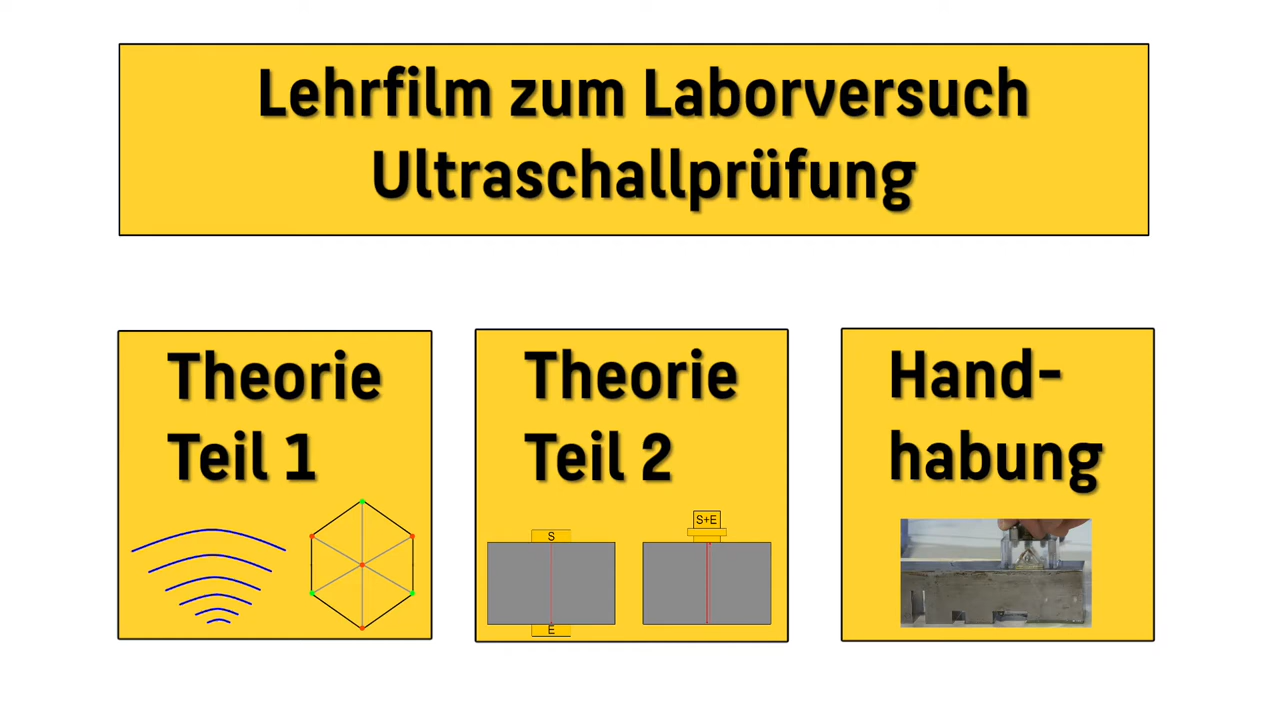 Lehrfilm zum Laborversuch
Ultraschallprüfung
Theorie
Teil 1
Theorie
Teil 2
S
E
S+E
Hand-
habung